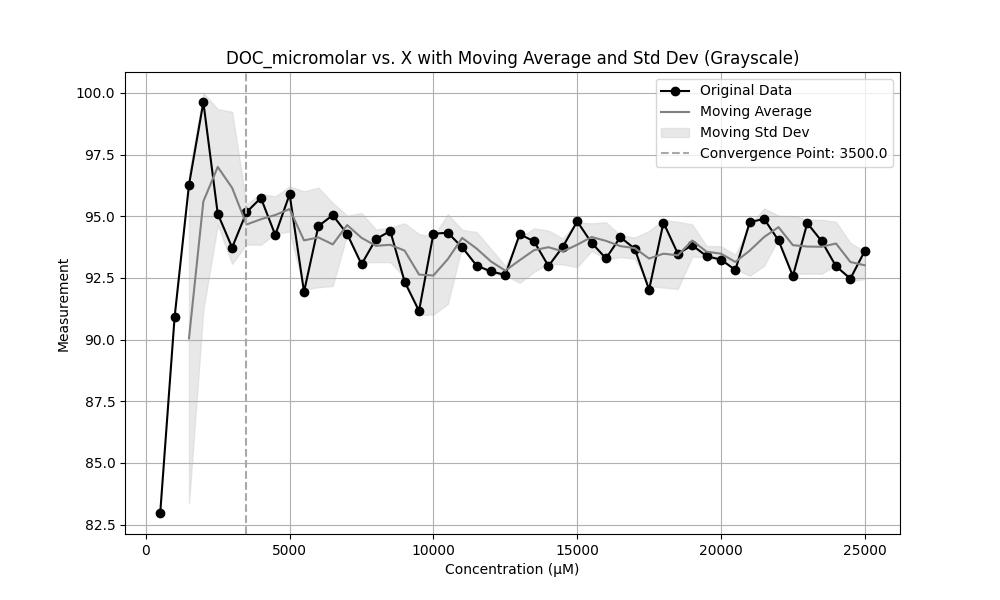 DOC_micromolar vs. X with Moving Average and Std Dev (Grayscale)
Original Data
Moving Average
Moving Std Dev
Convergence Point: 3500.0
100.0
97.5
95.0
92.5
90.0
87.5
85.0
82.5
Measurement
0 5000 10000 15000 20000 25000
Concentration (μM)